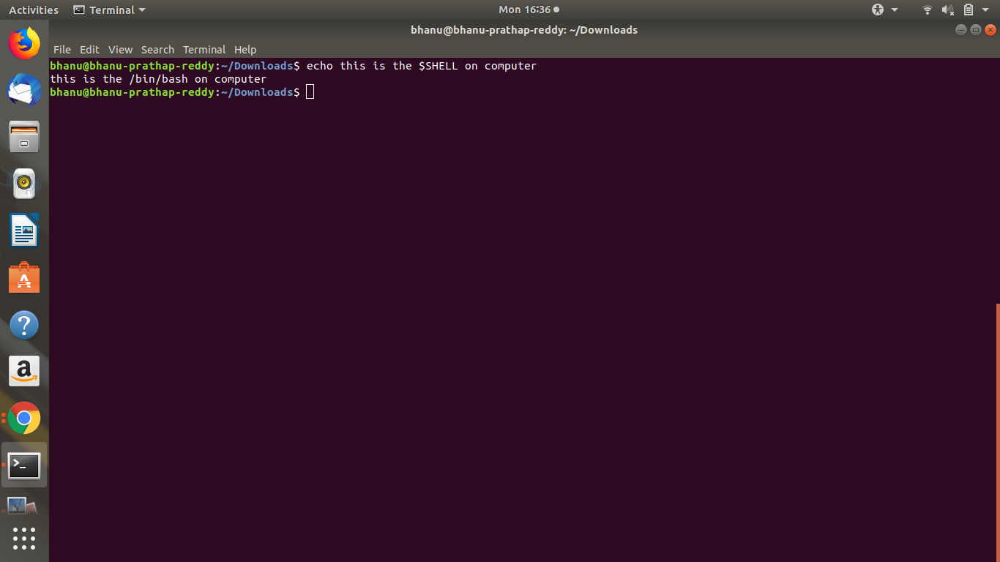 Activities Terminal Mon 16:36
bhanu@bhanu-prathap-reddy: ~/Downloads
File Edit View Search Terminal Help
bhanu@bhanu-prathap-reddy:~/Downloads$ echo this is the $SHELL on computer
this is the /bin/bash on computer
bhanu@bhanu-prathap-reddy:~/Downloads$